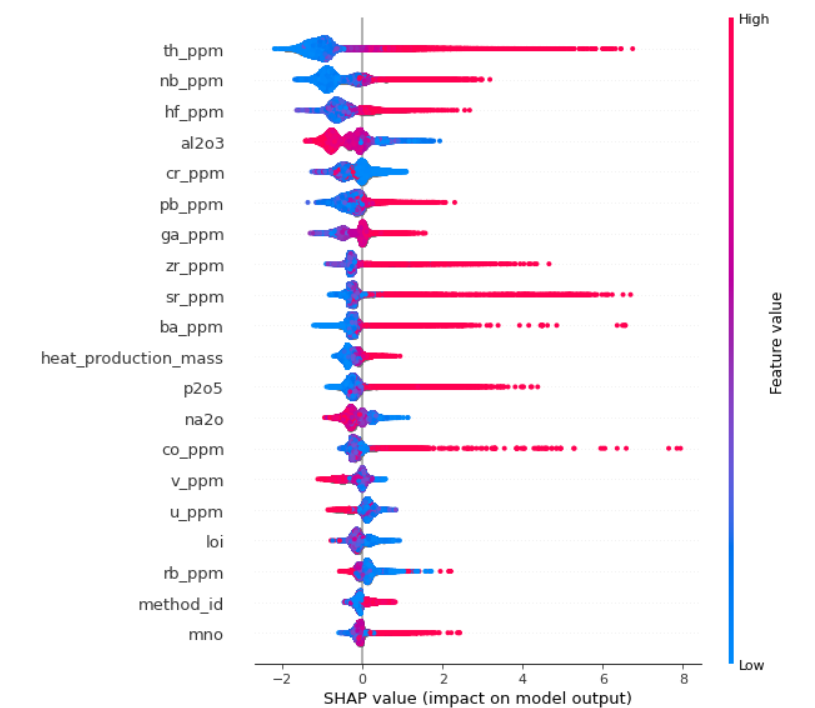 High
th_ppm
nb_ppm
hf_ppm
al2o3
cr_ppm
pb_ppm
ga_ppm
zr_ppm
sr_ppm
ba_ppm
heat_production_mass
p2o5
na2o
co_ppm
v_ppm
u_ppm
loi
rb_ppm
method_id
mno
Feature value
Low
−2 0 2 4 6 8
SHAP value (impact on model output)